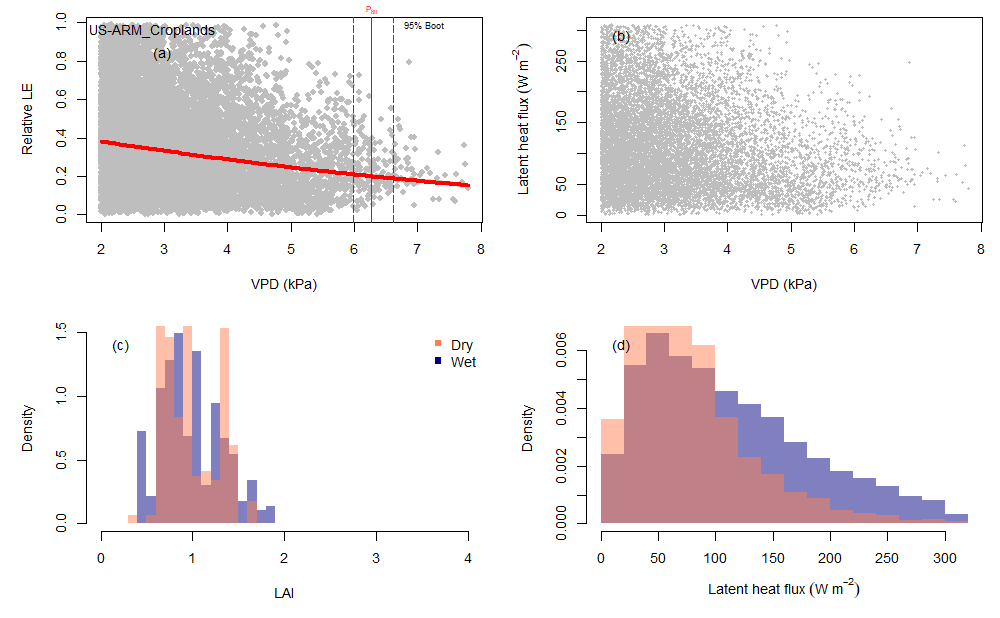 95% Boot
US-ARM_Croplands
(a)
Relative LE
0.0 0.2 0.4 0.6 0.8 1.0
2 3 4 5 6 7 8
VPD (kPa)
(b)
Latent heat flux (W m⁻²)
0 50 150 250
2 3 4 5 6 7 8
VPD (kPa)
(c)
Dry
Wet
Density
0.0 0.5 1.0 1.5
0 1 2 3 4
LAI
(d)
Density
0.000 0.002 0.004 0.006
0 50 100 150 200 250 300
Latent heat flux (W m⁻²)